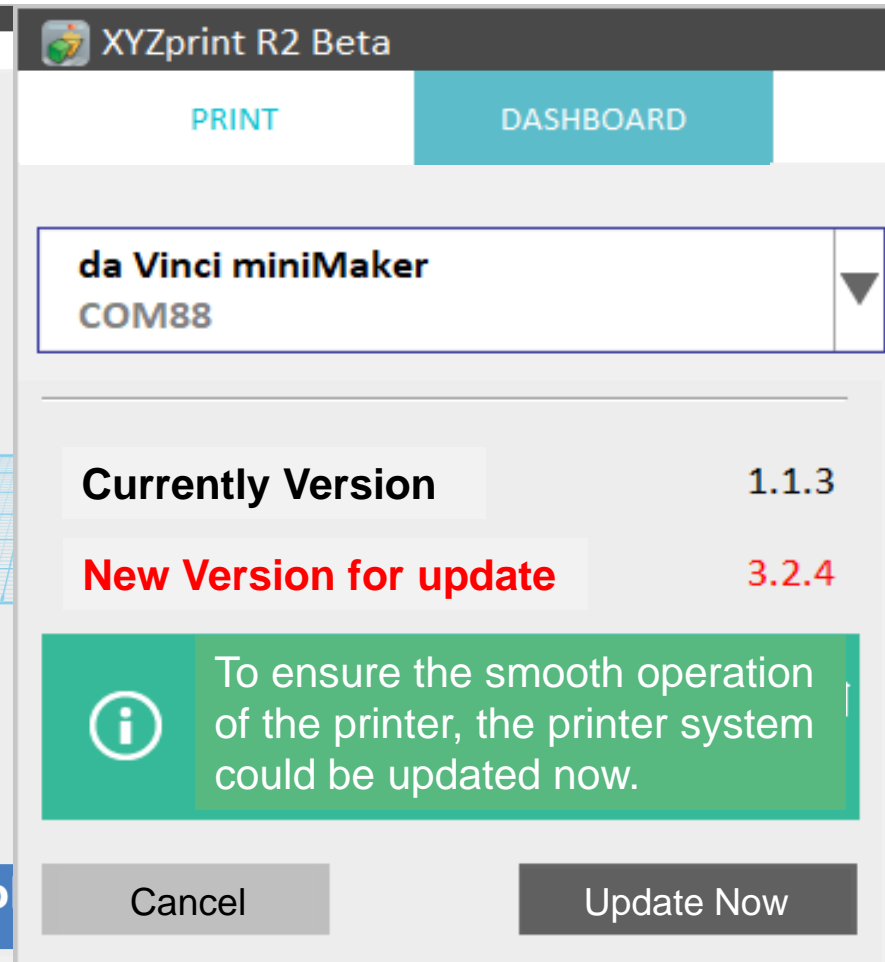 XYZprint R2 Beta
PRINT
DASHBOARD
da Vinci miniMaker
COM88
Currently Version
1.1.3
New Version for update
3.2.4
To ensure the smooth operation
of the printer, the printer system
could be updated now.
Cancel
Update Now